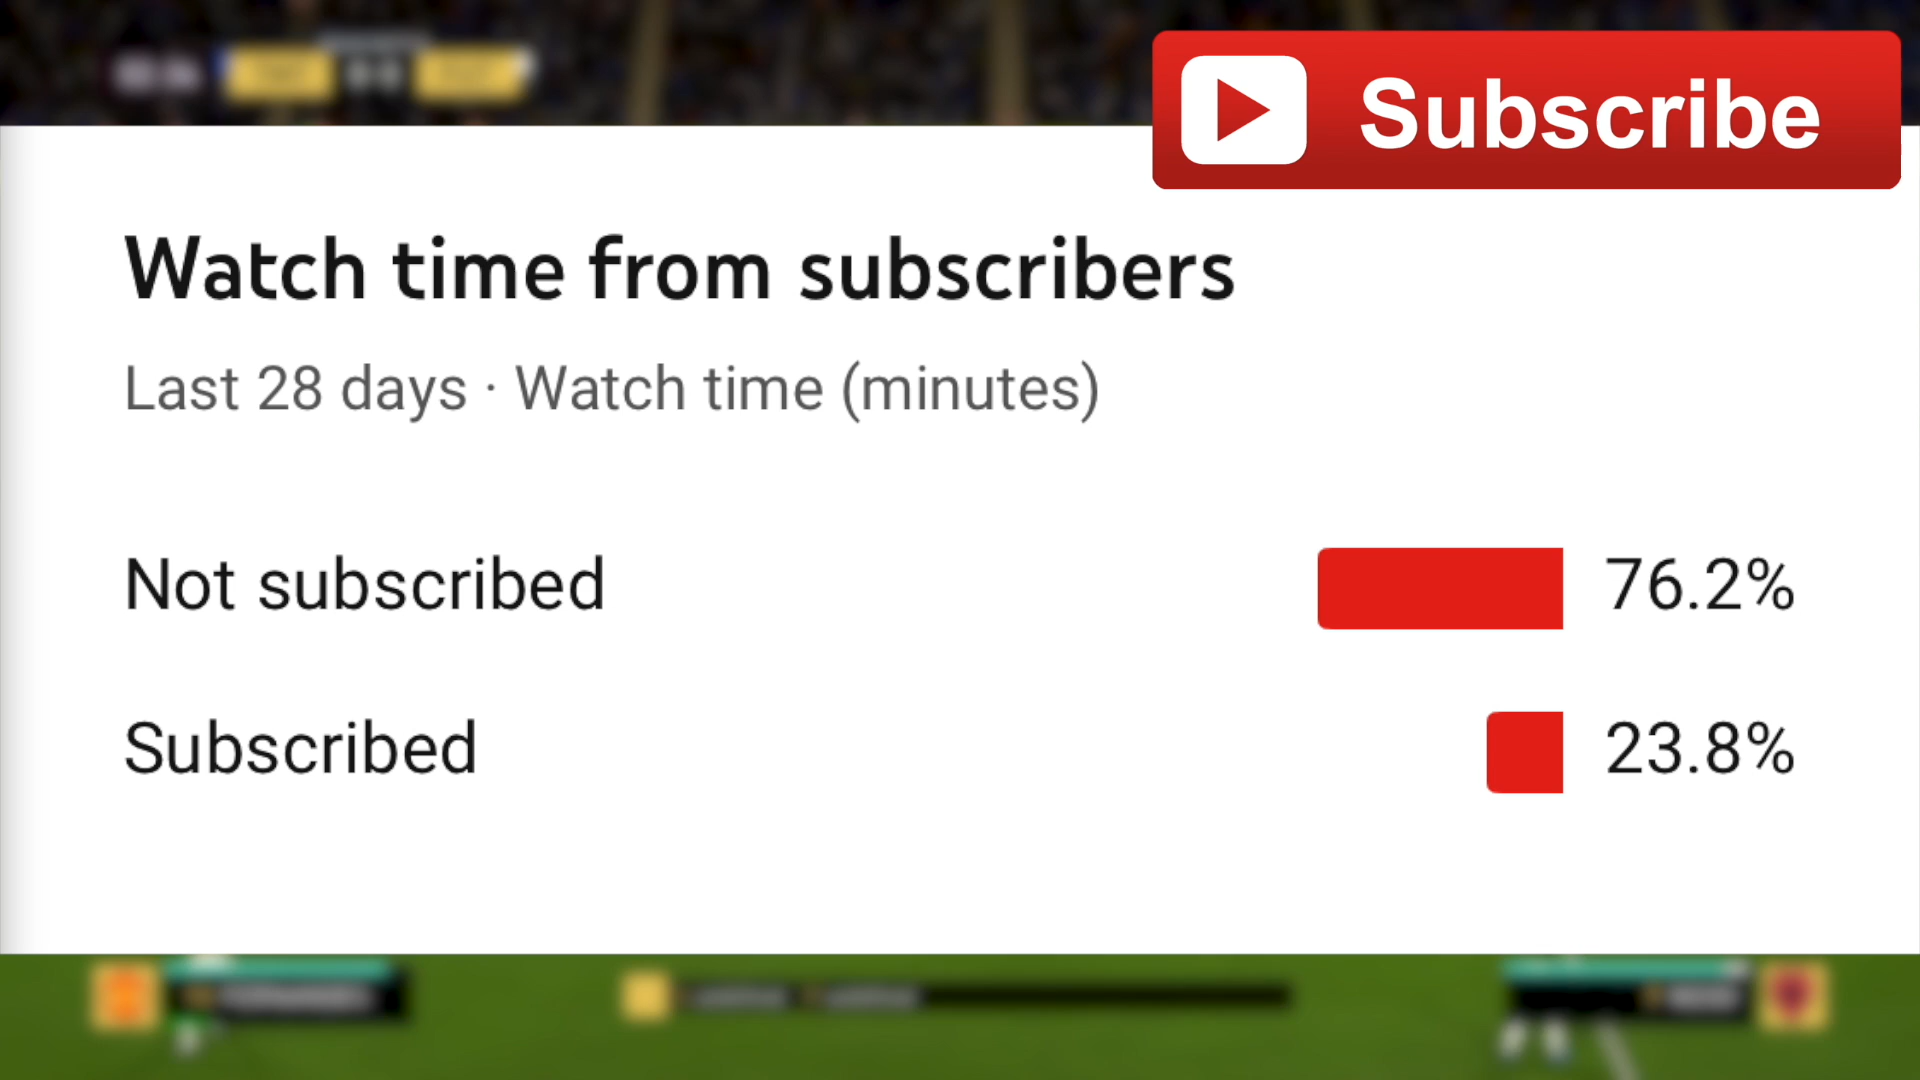 Subscribe
Watch time from subscribers
Last 28 days · Watch time (minutes)
Not subscribed 76.2%
Subscribed 23.8%